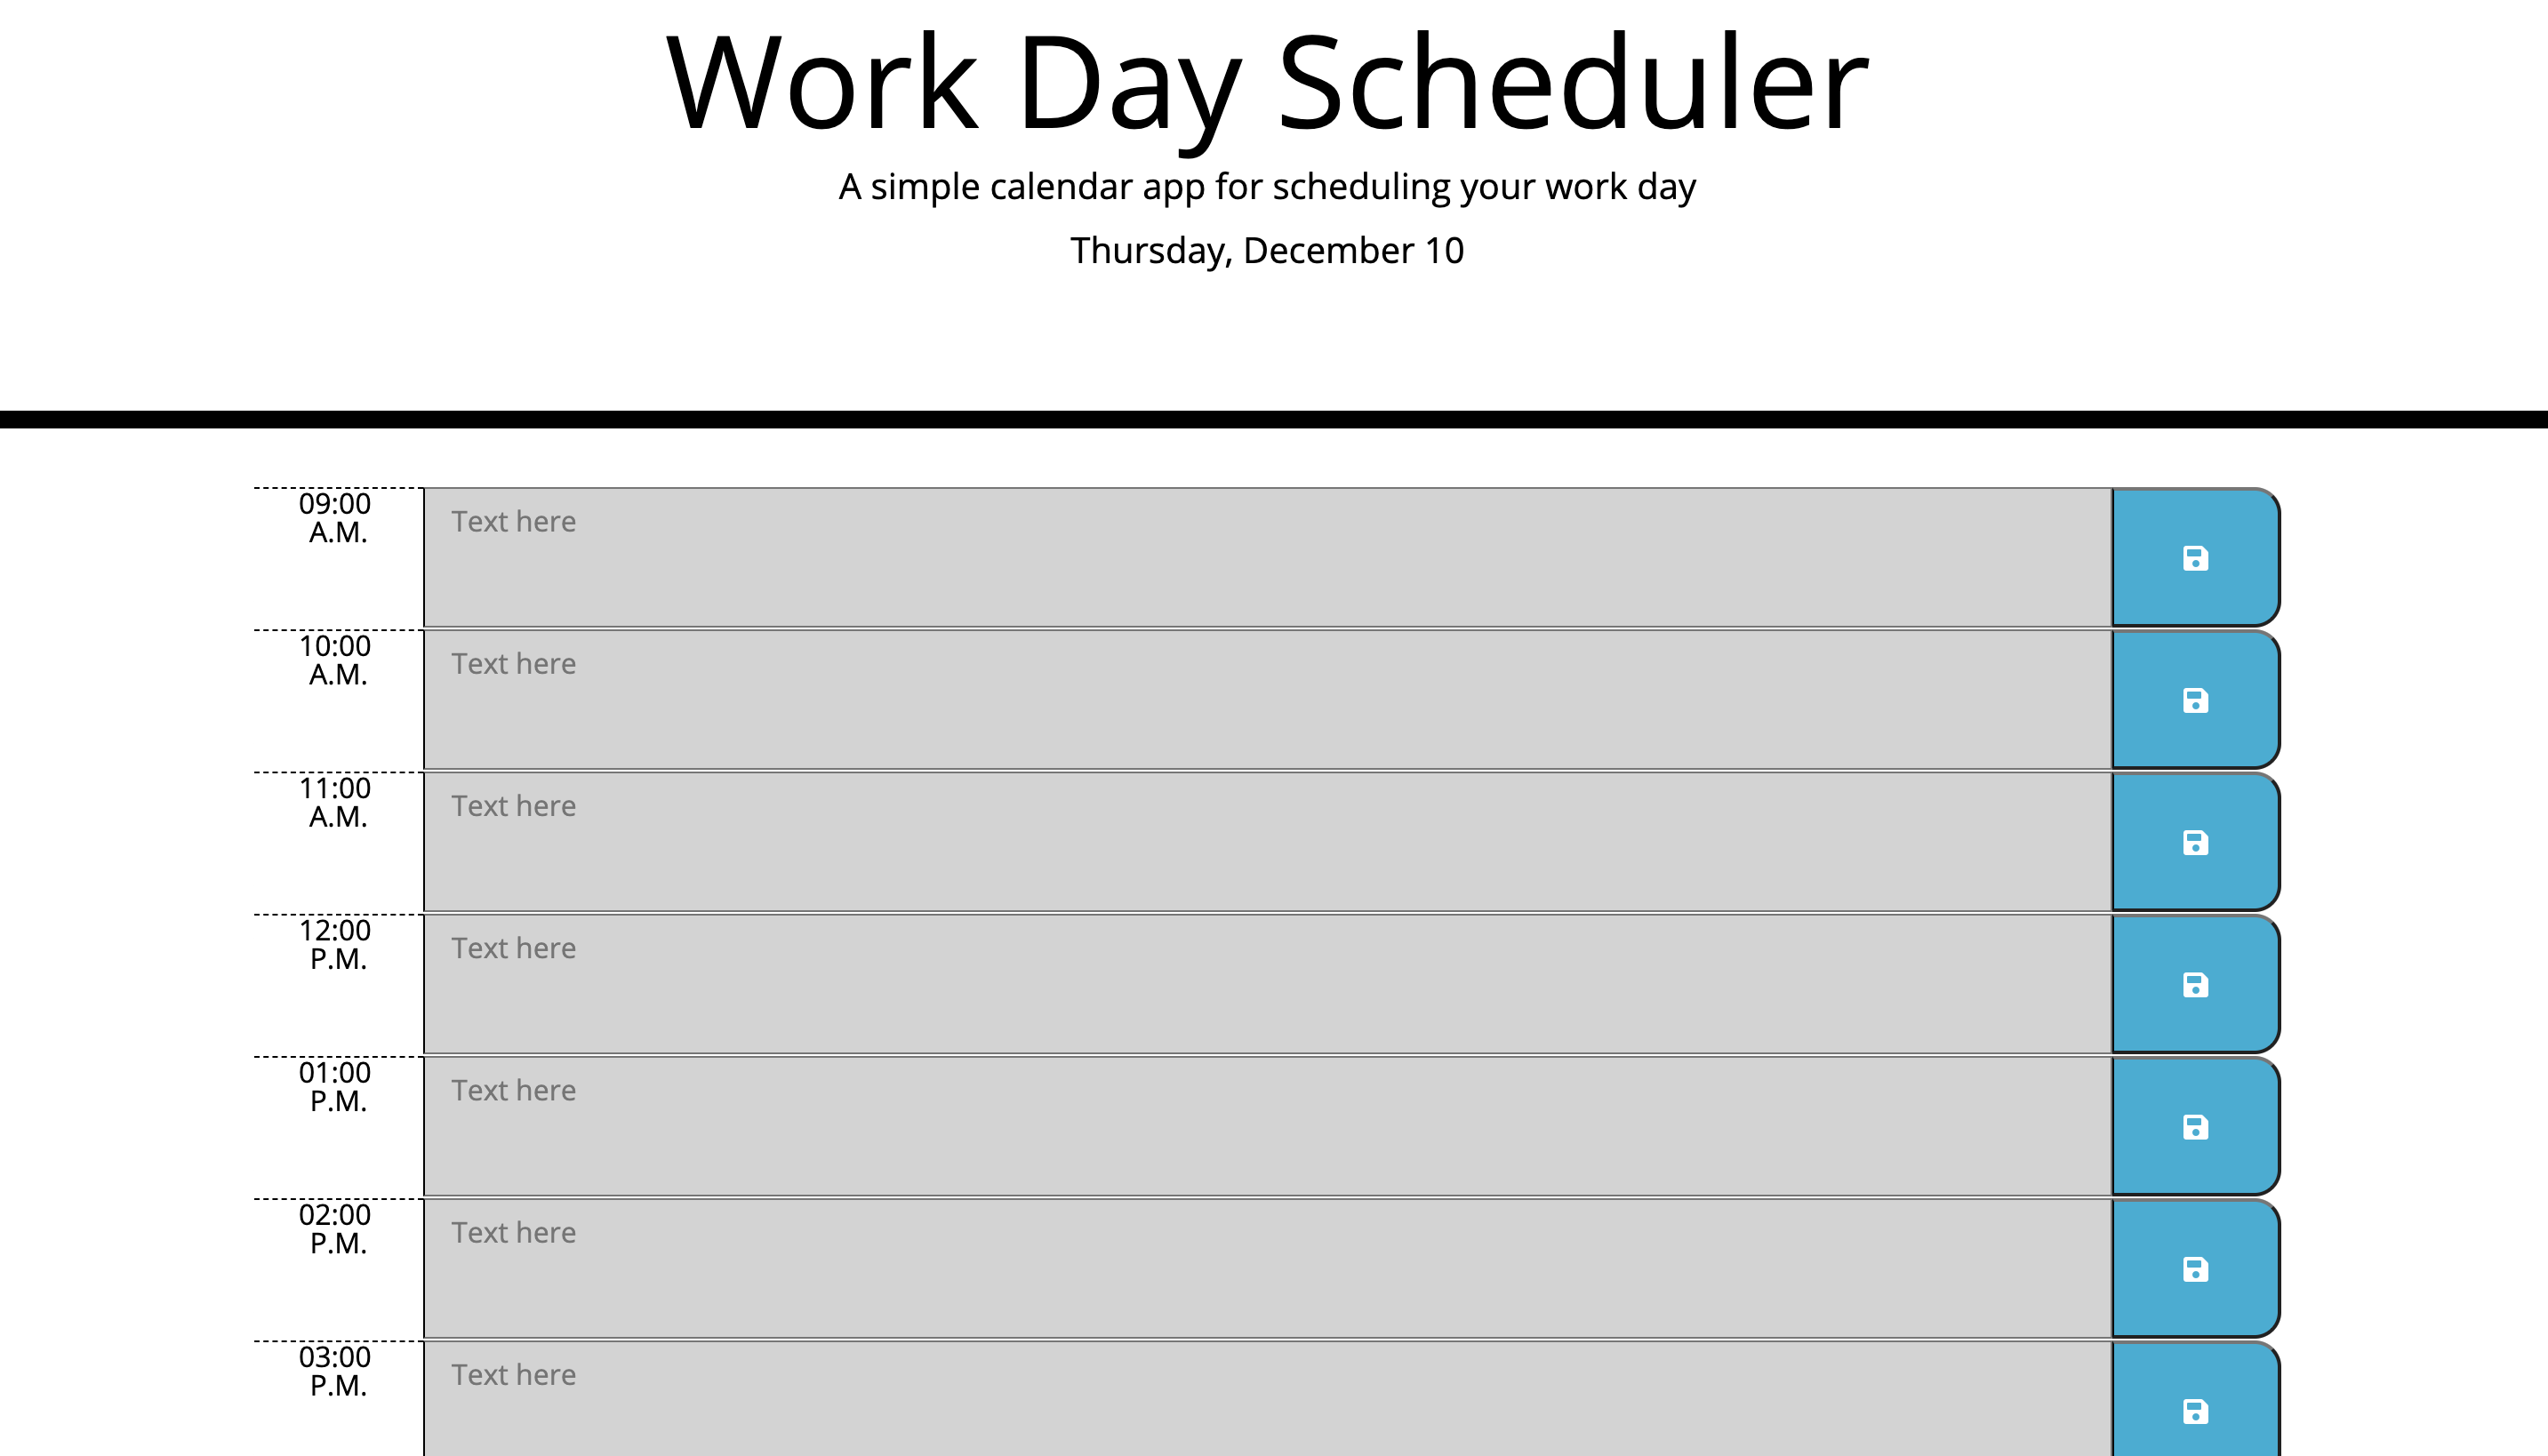 Work Day Scheduler
A simple calendar app for scheduling your work day
Thursday, December 10
09:00
A.M.
Text here
10:00
A.M.
Text here
11:00
A.M.
Text here
12:00
P.M.
Text here
01:00
P.M.
Text here
02:00
P.M.
Text here
03:00
P.M.
Text here